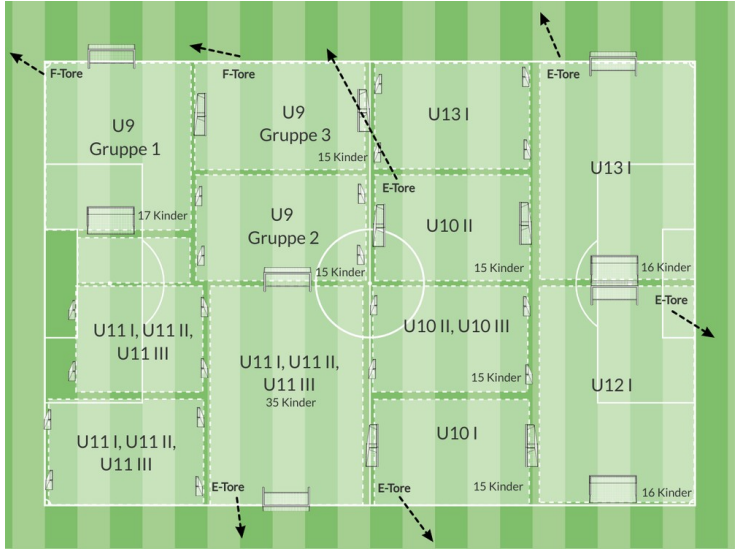 F-Tore
U9
Gruppe 1
17 Kinder
F-Tore
U9
Gruppe 3
15 Kinder
U9
Gruppe 2
15 Kinder
U13 I
E-Tore
U10 II
15 Kinder
E-Tore
U13 I
16 Kinder
U11 I, U11 II,
U11 III
U11 I, U11 II,
U11 III
U11 I, U11 II,
U11 III
35 Kinder
E-Tore
U10 II, U10 III
15 Kinder
U10 I
15 Kinder
E-Tore
E-Tore
U12 I
16 Kinder